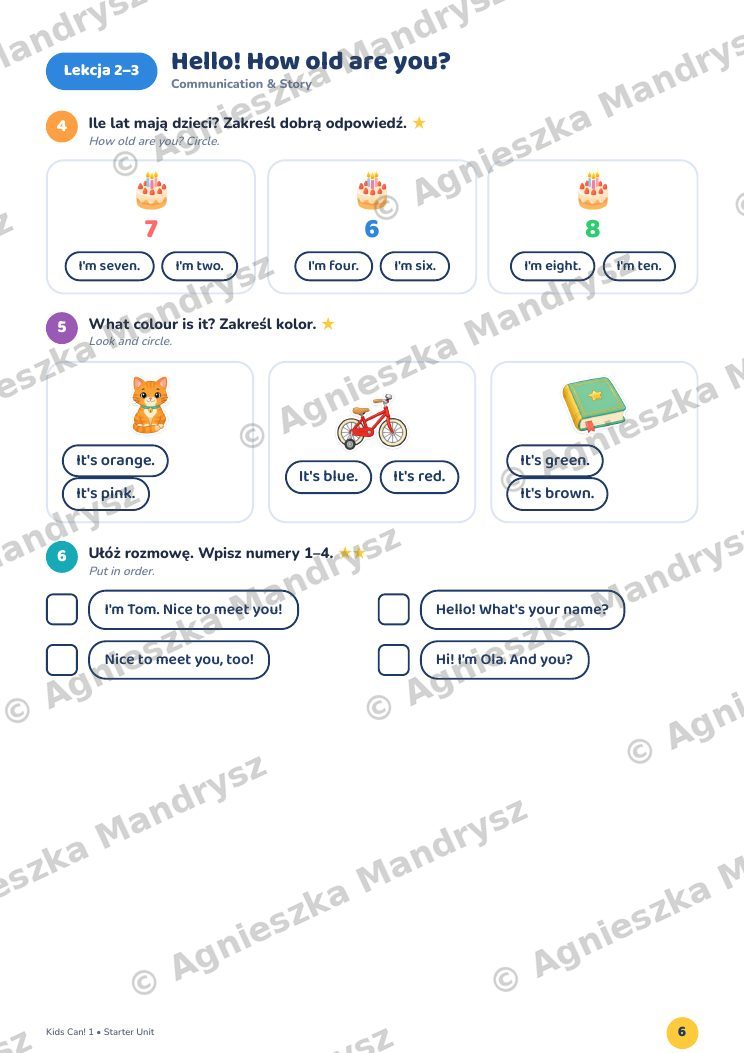 Lekcja 2–3
Hello! How old are you?
Communication & Story
4
Ile lat mają dzieci? Zakreśl dobrą odpowiedź.
How old are you? Circle.
7
I'm seven. I'm two.
6
I'm four. I'm six.
8
I'm eight. I'm ten.
5
What colour is it? Zakreśl kolor.
Look and circle.
It's orange.
It's pink.
It's blue. It's red.
It's green.
It's brown.
6
Ułóż rozmowę. Wpisz numery 1–4.
Put in order.
I'm Tom. Nice to meet you!
Hello! What's your name?
Nice to meet you, too!
Hi! I'm Ola. And you?
Kids Can! 1 • Starter Unit
6
© Agnieszka Mandrysz